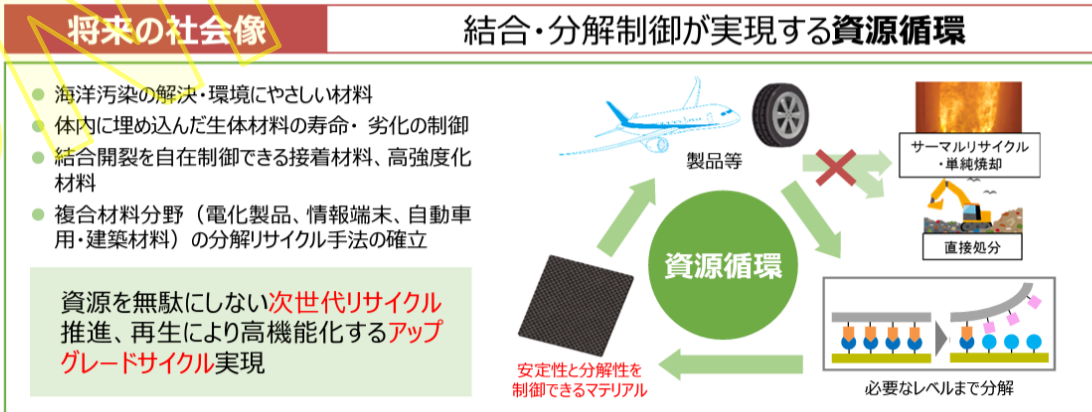 将来の社会像
結合・分解制御が実現する資源循環
● 海洋汚染の解決・環境にやさしい材料
● 体内に埋め込んだ生体材料の寿命・ 劣化の制御
● 結合開裂を自在制御できる接着材料、高強度化
材料
● 複合材料分野（電化製品、情報端末、自動車
用・建築材料）の分解リサイクル手法の確立
資源を無駄にしない次世代リサイクル
推進、再生により高機能化するアップ
グレードサイクル実現
製品等
サーマルリサイクル
・単純焼却
直接処分
資源循環
安定性と分解性を
制御できるマテリアル
必要なレベルまで分解